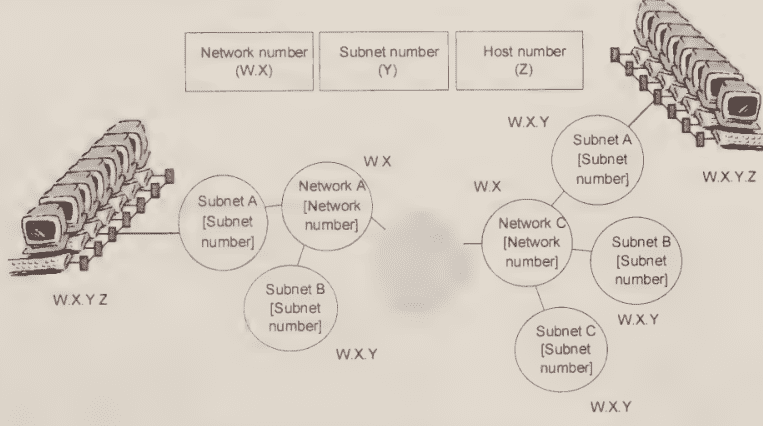 Network number
(W.X)
Subnet number
(Y)
Host number
(Z)
W.X.Y
Subnet A
[Subnet
number]
W.X.Y.Z
W.X
Network A
[Network
number]
Subnet A
[Subnet
number]
W.X
Network C
[Network
number]
Subnet B
[Subnet
number]
W.X.Y
Subnet B
[Subnet
number]
W.X.Y
W.X.Y Z
Subnet C
[Subnet
number]
W.X.Y